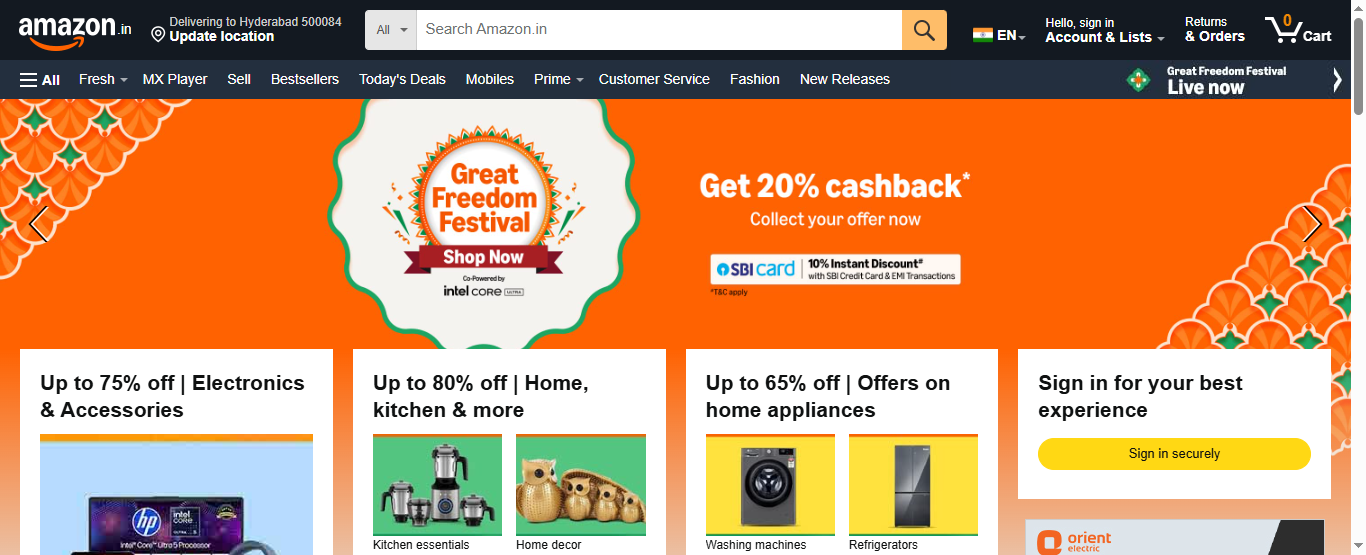 amazon.in
Delivering to Hyderabad 500084
Update location
All
Search Amazon.in
EN
Hello, sign in
Account & Lists
Returns
& Orders
0
Cart
All
Fresh
MX Player
Sell
Bestsellers
Today's Deals
Mobiles
Prime
Customer Service
Fashion
New Releases
Great Freedom Festival
Live now
Great
Freedom
Festival
Shop Now
Co-Powered by
intel CORE ULTRA
Get 20% cashback*
Collect your offer now
SBI card
10% Instant Discount#
with SBI Credit Card & EMI Transactions
*T&C apply
Up to 75% off | Electronics
& Accessories
hp
intel
CORE
Intel® Core™ Ultra 5 Processor
Up to 80% off | Home,
kitchen & more
Kitchen essentials
Home decor
Up to 65% off | Offers on
home appliances
Washing machines
Refrigerators
Sign in for your best
experience
Sign in securely
orient
electric